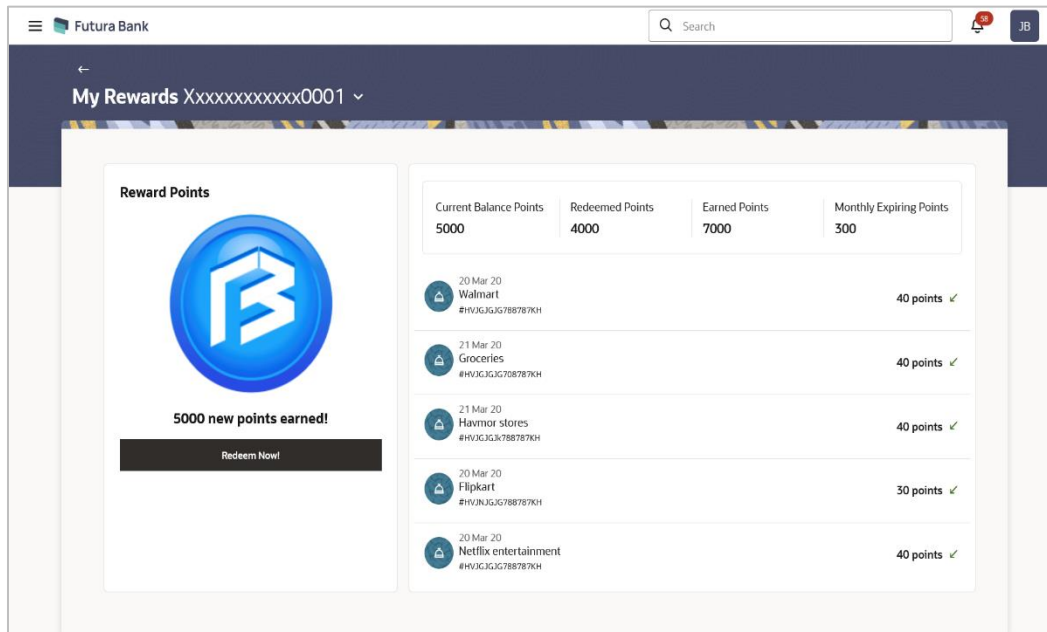 Futura Bank
Search
58
JB
My Rewards Xxxxxxxxxxxx0001
Reward Points
5000 new points earned!
Redeem Now!
Current Balance Points Redeemed Points Earned Points Monthly Expiring Points
5000 4000 7000 300
20 Mar 20
Walmart
#HVJGJGJG788787KH
40 points
21 Mar 20
Groceries
#HVJGJGJG708787KH
40 points
21 Mar 20
Havmor stores
#HVJGJGJk788787KH
40 points
20 Mar 20
Flipkart
#HVJNJGJG788787KH
30 points
20 Mar 20
Netflix entertainment
#HVJGJGJG788787KH
40 points